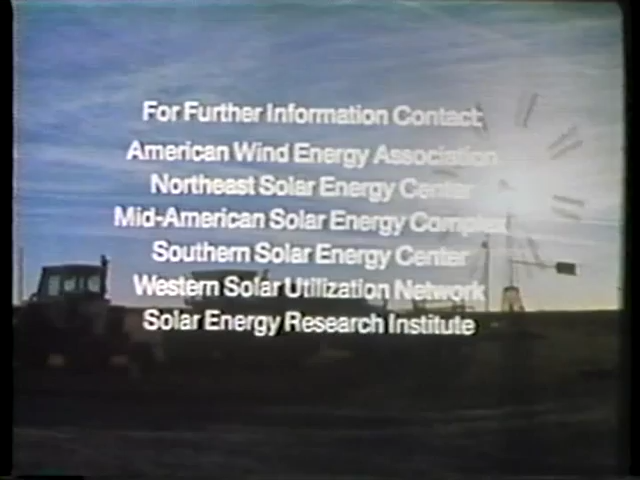 For Further Information Contact:
American Wind Energy Association
Northeast Solar Energy Center
Mid-American Solar Energy Complex
Southern Solar Energy Center
Western Solar Utilization Network
Solar Energy Research Institute